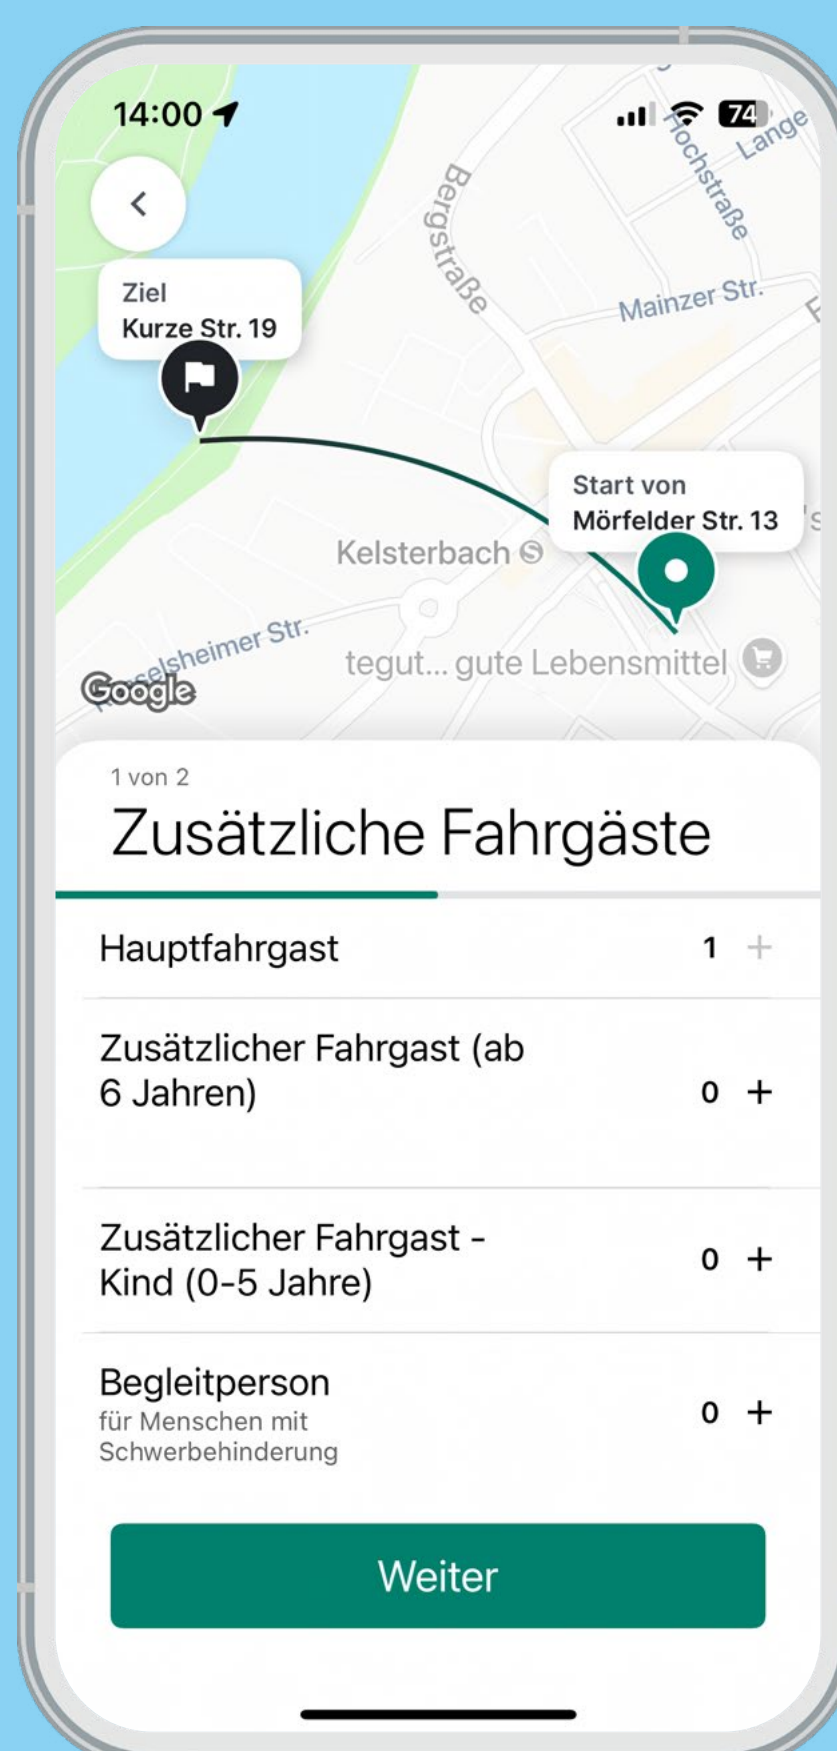 14:00
74
Lange
Hochstraße
Bergstraße
Ziel
Kurze Str. 19
Mainzer Str.
Start von
Mörfelder Str. 13
Kelsterbach
tegut... gute Lebensmittel
Google
1 von 2
Zusätzliche Fahrgäste
Hauptfahrgast 1 +
Zusätzlicher Fahrgast (ab
6 Jahren) 0 +
Zusätzlicher Fahrgast -
Kind (0-5 Jahre) 0 +
Begleitperson
für Menschen mit
Schwerbehinderung 0 +
Weiter